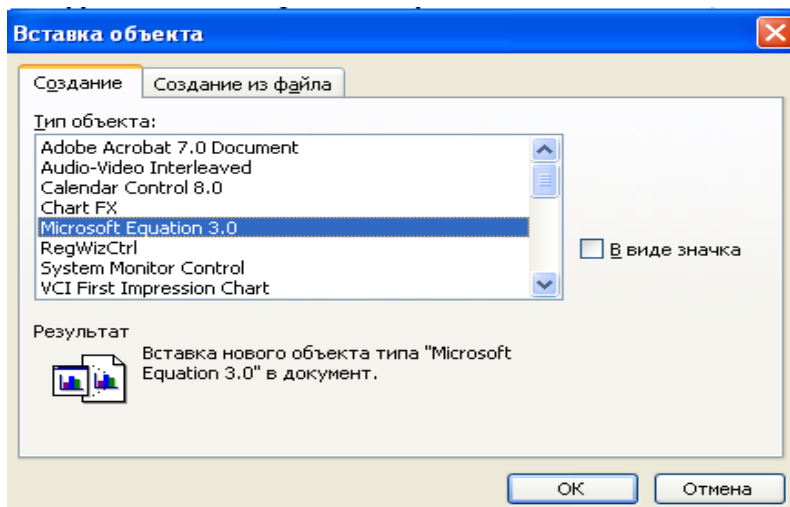 Вставка объекта
Создание
Создание из файла
Тип объекта:
Adobe Acrobat 7.0 Document
Audio-Video Interleaved
Calendar Control 8.0
Chart FX
Microsoft Equation 3.0
RegWizCtrl
System Monitor Control
VCI First Impression Chart
В виде значка
Результат
Вставка нового объекта типа "Microsoft
Equation 3.0" в документ.
ОК
Отмена